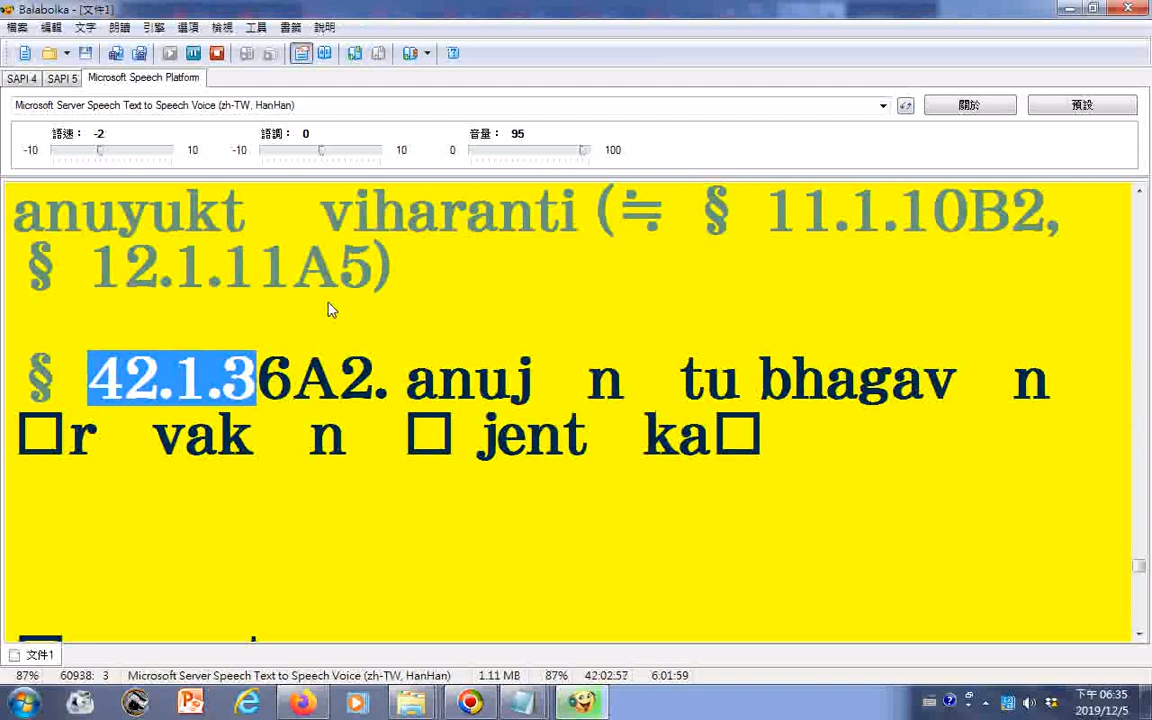 Balabolka - [文件1]
檔案 編輯 文字 朗讀 引擎 選項 檢視 工具 書籤 說明
SAPI 4 SAPI 5 Microsoft Speech Platform
Microsoft Server Speech Text to Speech Voice (zh-TW, HanHan) 關於 預設
語速： -2 語調： 0 音量： 95
-10 10 -10 10 0 100
anuyukt viharanti (≒ § 11.1.10B2,
§ 12.1.11A5)
§ 42.1.36A2. anuj n tu bhagav n
□r vak n □ jent ka□
文件1
87% 60938: 3 Microsoft Server Speech Text to Speech Voice (zh-TW, HanHan) 1.11 MB 87% 42:02:57 6:01:59
下午 06:35
2019/12/5